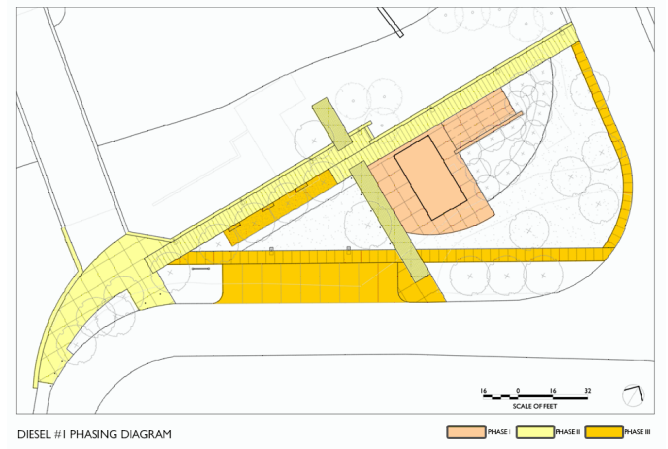 16 0 16 32
SCALE OF FEET
DIESEL #1 PHASING DIAGRAM
PHASE I
PHASE II
PHASE III